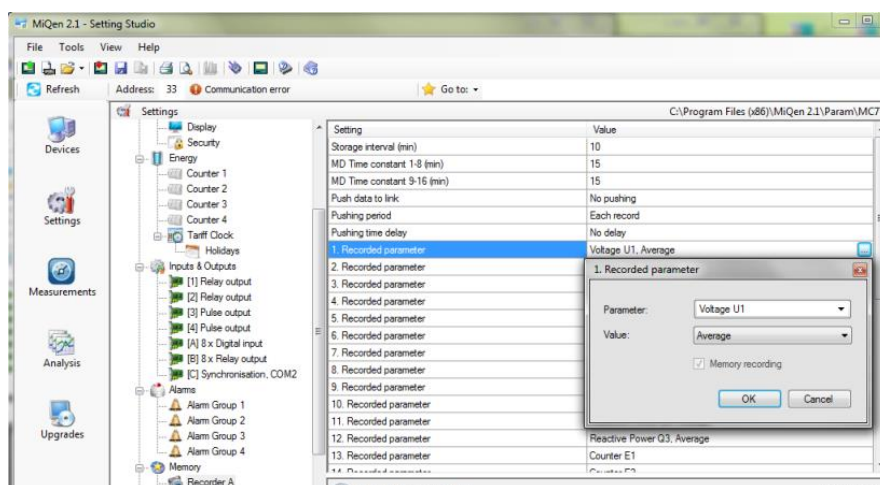 MiQen 2.1 - Setting Studio
File Tools View Help
Refresh Address: 33 Communication error Go to:
Settings C:\Program Files (x86)\MiQen 2.1\Param\MC7
Devices
Settings
Measurements
Analysis
Upgrades
Display
Security
Energy
Counter 1
Counter 2
Counter 3
Counter 4
Tariff Clock
Holidays
Inputs & Outputs
[1] Relay output
[2] Relay output
[3] Pulse output
[4] Pulse output
[A] 8 x Digital input
[B] 8 x Relay output
[C] Synchronisation, COM2
Alarms
Alarm Group 1
Alarm Group 2
Alarm Group 3
Alarm Group 4
Memory
Recorder A
Setting Value
Storage interval (min) 10
MD Time constant 1-8 (min) 15
MD Time constant 9-16 (min) 15
Push data to link No pushing
Pushing period Each record
Pushing time delay No delay
1. Recorded parameter Voltage U1, Average
2. Recorded parameter
3. Recorded parameter
4. Recorded parameter
5. Recorded parameter
6. Recorded parameter
7. Recorded parameter
8. Recorded parameter
9. Recorded parameter
10. Recorded parameter
11. Recorded parameter
12. Recorded parameter Reactive Power Q3, Average
13. Recorded parameter Counter E1
14. Recorded parameter Counter E2
1. Recorded parameter
Parameter: Voltage U1
Value: Average
Memory recording
OK Cancel